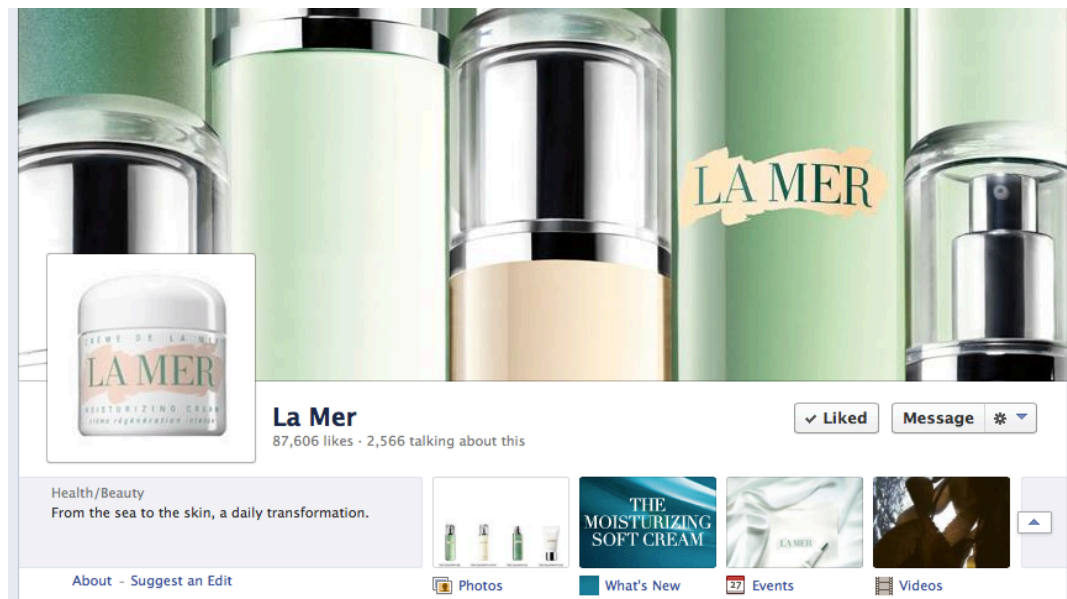 LA MER
CRÈME DE LA MER
LA MER
MOISTURIZING CREAM
crème régénération intense
La Mer
87,606 likes · 2,566 talking about this
✓ Liked
Message
Health/Beauty
From the sea to the skin, a daily transformation.
About - Suggest an Edit
THE
MOISTURIZING
SOFT CREAM
LA MER
Photos
What's New
27
Events
Videos